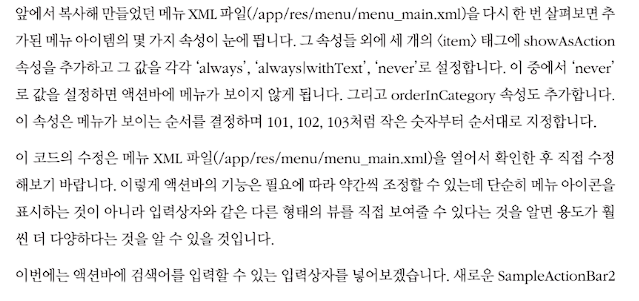 앞에서 복사해 만들었던 메뉴 XML 파일(/app/res/menu/menu_main.xml)을 다시 한 번 살펴보면 추
가된 메뉴 아이템의 몇 가지 속성이 눈에 띕니다. 그 속성들 외에 세 개의 〈item〉 태그에 showAsAction
속성을 추가하고 그 값을 각각 ‘always’, ‘always|withText’, ‘never’로 설정합니다. 이 중에서 ‘never’
로 값을 설정하면 액션바에 메뉴가 보이지 않게 됩니다. 그리고 orderInCategory 속성도 추가합니다.
이 속성은 메뉴가 보이는 순서를 결정하며 101, 102, 103처럼 작은 숫자부터 순서대로 지정합니다.
이 코드의 수정은 메뉴 XML 파일(/app/res/menu/menu_main.xml)을 열어서 확인한 후 직접 수정
해보기 바랍니다. 이렇게 액션바의 기능은 필요에 따라 약간씩 조정할 수 있는데 단순히 메뉴 아이콘을
표시하는 것이 아니라 입력상자와 같은 다른 형태의 뷰를 직접 보여줄 수 있다는 것을 알면 용도가 훨
씬 더 다양하다는 것을 알 수 있을 것입니다.
이번에는 액션바에 검색어를 입력할 수 있는 입력상자를 넣어보겠습니다. 새로운 SampleActionBar2